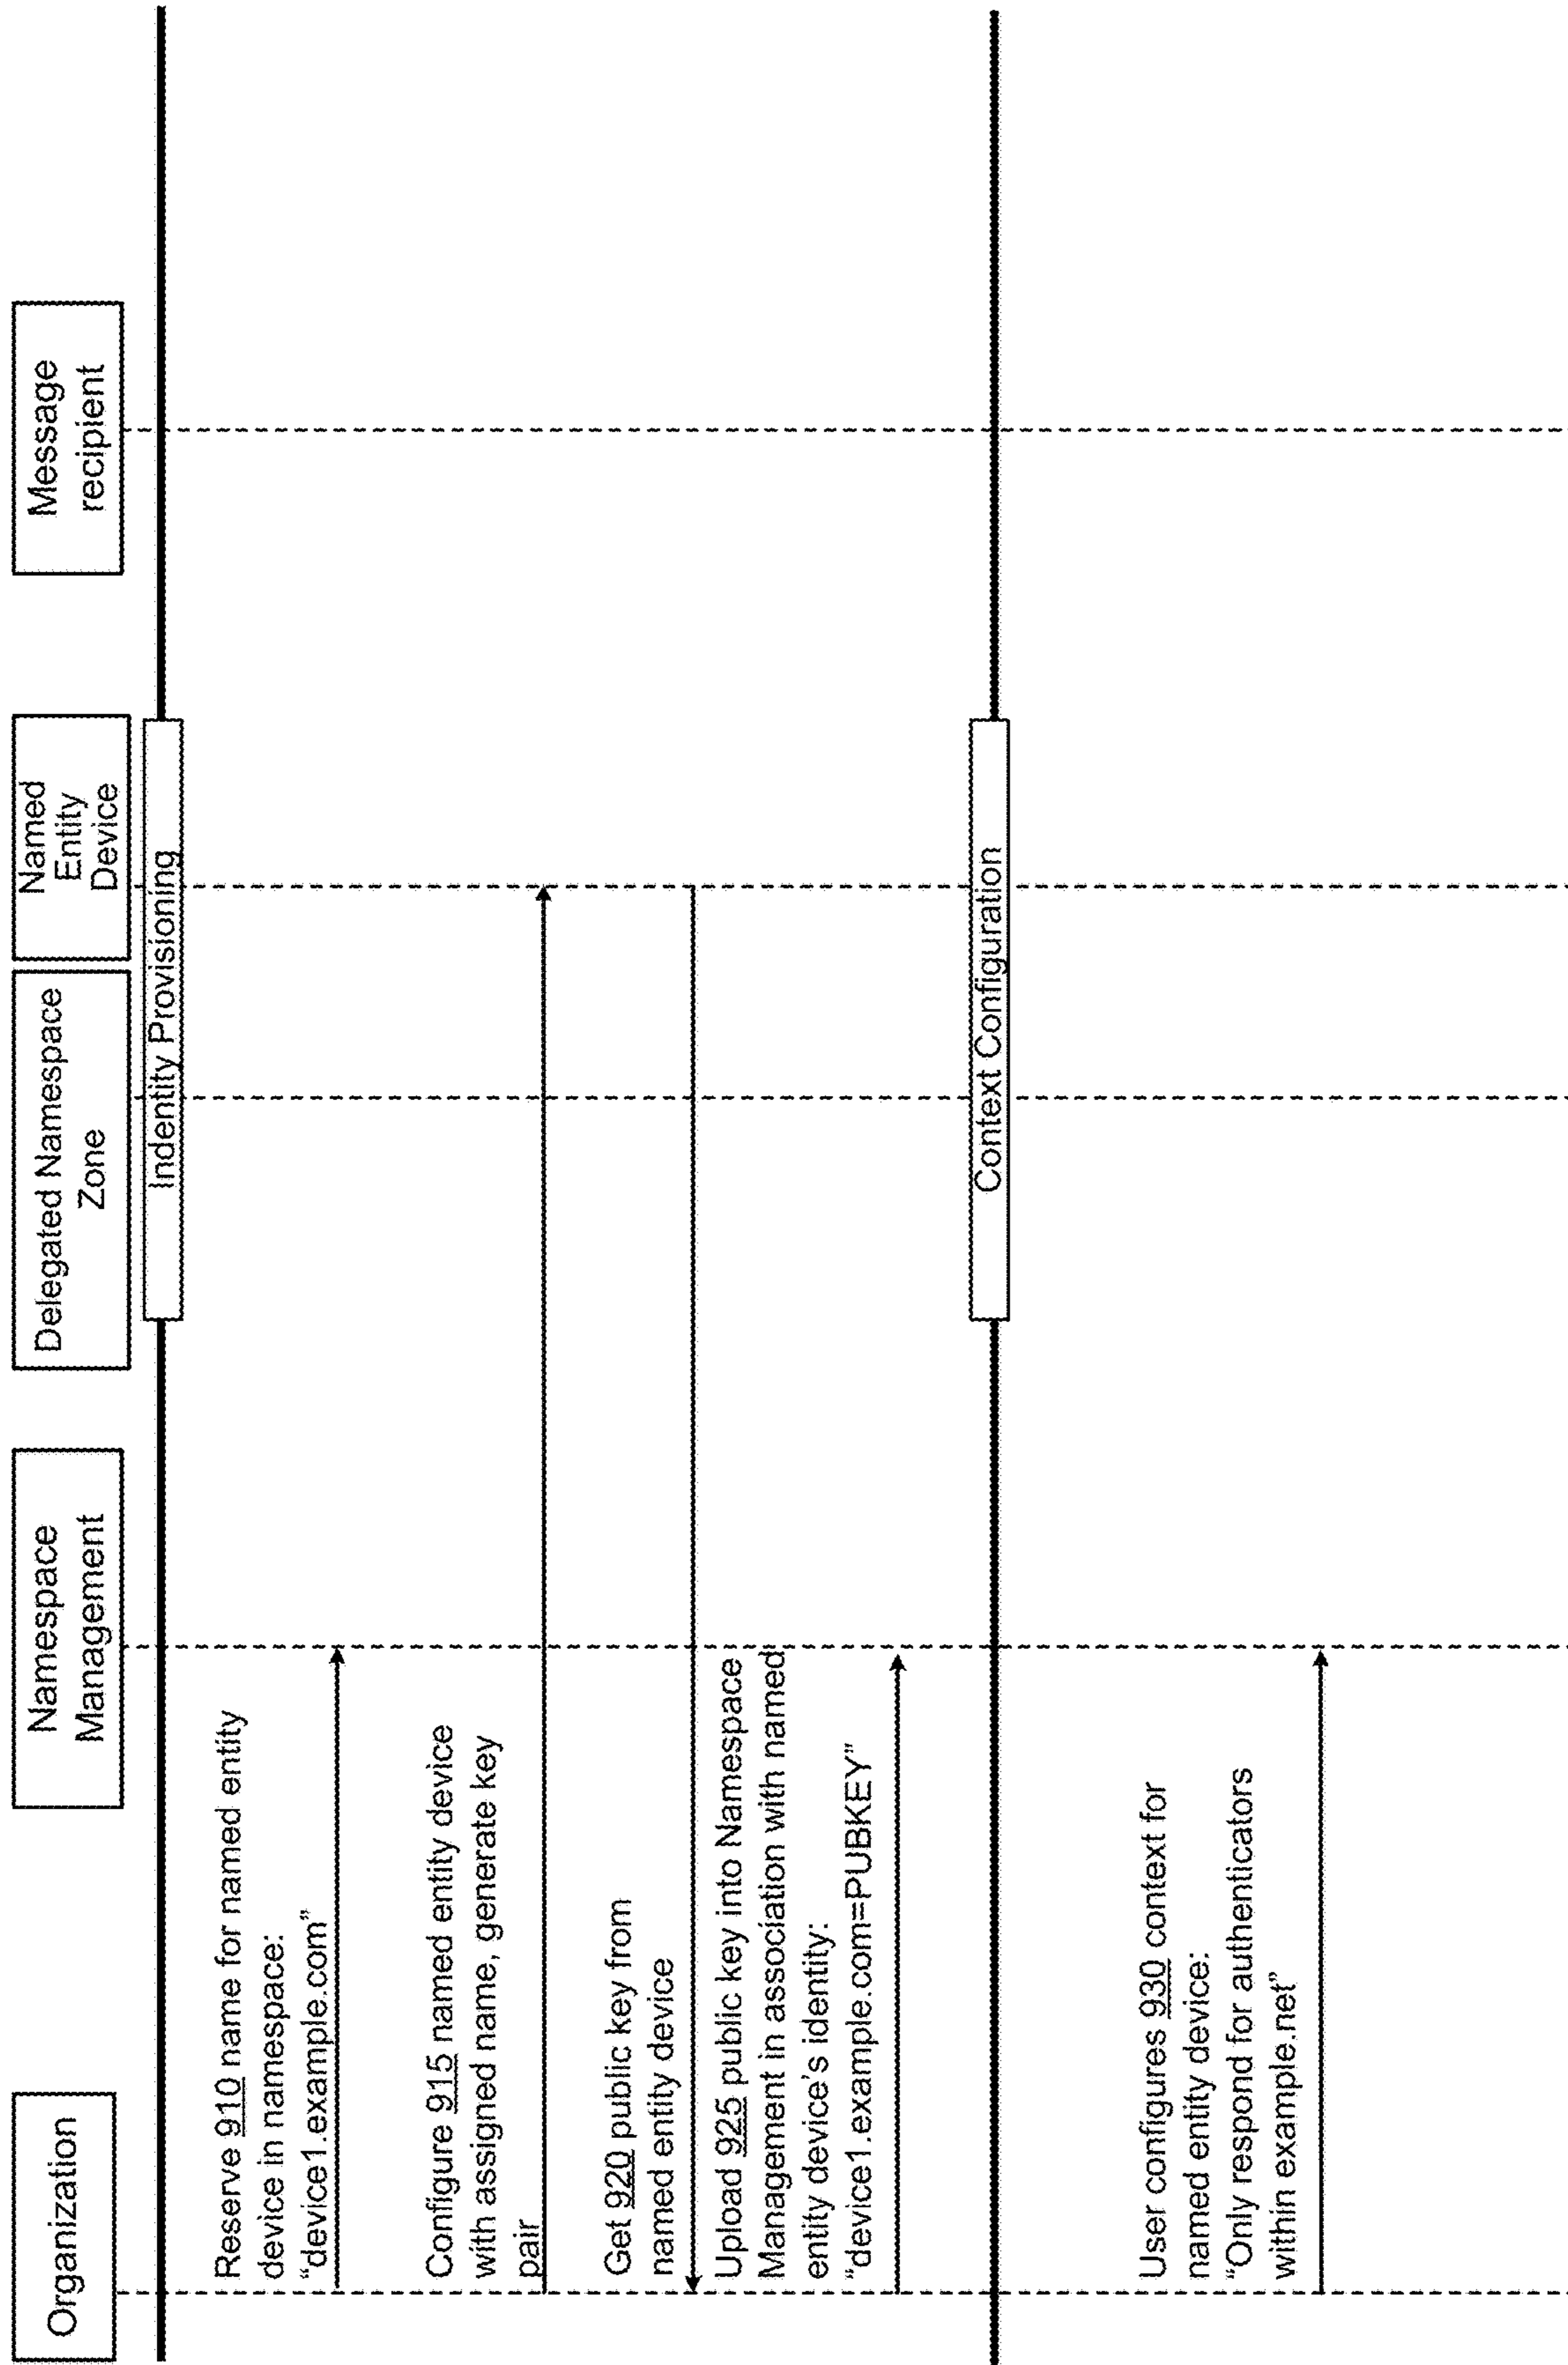 Organization
Namespace
Management
Delegated Namespace
Zone
Named
Entity
Device
Message
recipient
Indentity Provisioning
Reserve 910 name for named entity
device in namespace:
“device1.example.com”
Configure 915 named entity device
with assigned name, generate key
pair
Get 920 public key from
named entity device
Upload 925 public key into Namespace
Management in association with named
entity device’s identity:
“device1.example.com=PUBKEY”
Context Configuration
User configures 930 context for
named entity device:
“Only respond for authenticators
within example.net”